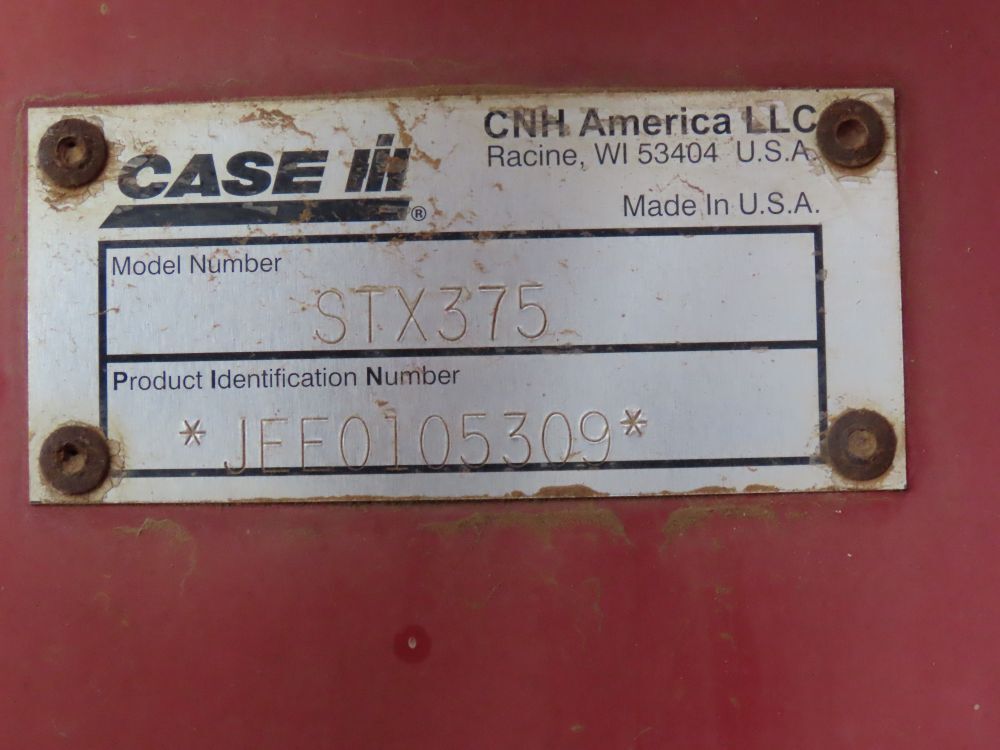 CNH America LLC
Racine, WI 53404 U.S.A.
CASE IH ®
Made In U.S.A.
Model Number
STX375
Product Identification Number
*JEE0105309*